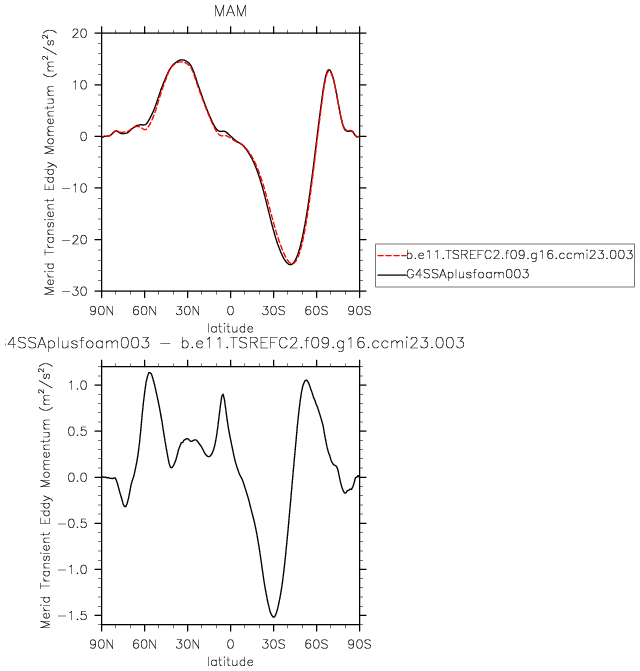 MAM
Merid Transient Eddy Momentum (m²/s²)
20
10
0
−10
−20
−30
90N 60N 30N 0 30S 60S 90S
latitude
b.e11.TSREFC2.f09.g16.ccmi23.003
G4SSAplusfoam003
4SSAplusfoam003 − b.e11.TSREFC2.f09.g16.ccmi23.003
Merid Transient Eddy Momentum (m²/s²)
1.0
0.5
0.0
−0.5
−1.0
−1.5
90N 60N 30N 0 30S 60S 90S
latitude